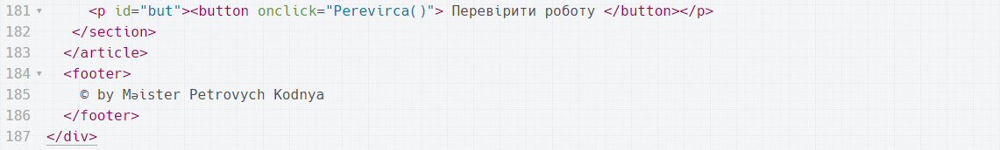 181 <p id="but"><button onclick="Perevirca()"> Перевірити роботу </button></p>
182 </section>
183 </article>
184 <footer>
185 © by Məister Petrovych Kodnya
186 </footer>
187 </div>